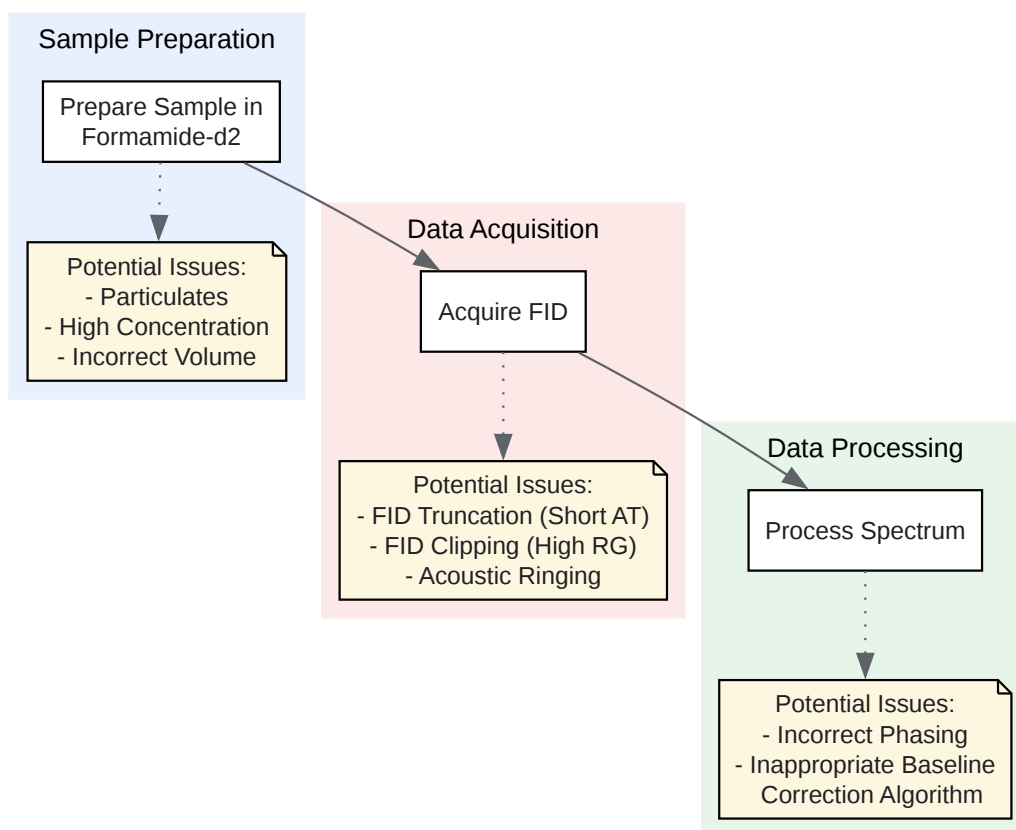 Sample Preparation
Prepare Sample in
Formamide-d2
Potential Issues:
- Particulates
- High Concentration
- Incorrect Volume
Data Acquisition
Acquire FID
Potential Issues:
- FID Truncation (Short AT)
- FID Clipping (High RG)
- Acoustic Ringing
Data Processing
Process Spectrum
Potential Issues:
- Incorrect Phasing
- Inappropriate Baseline
Correction Algorithm